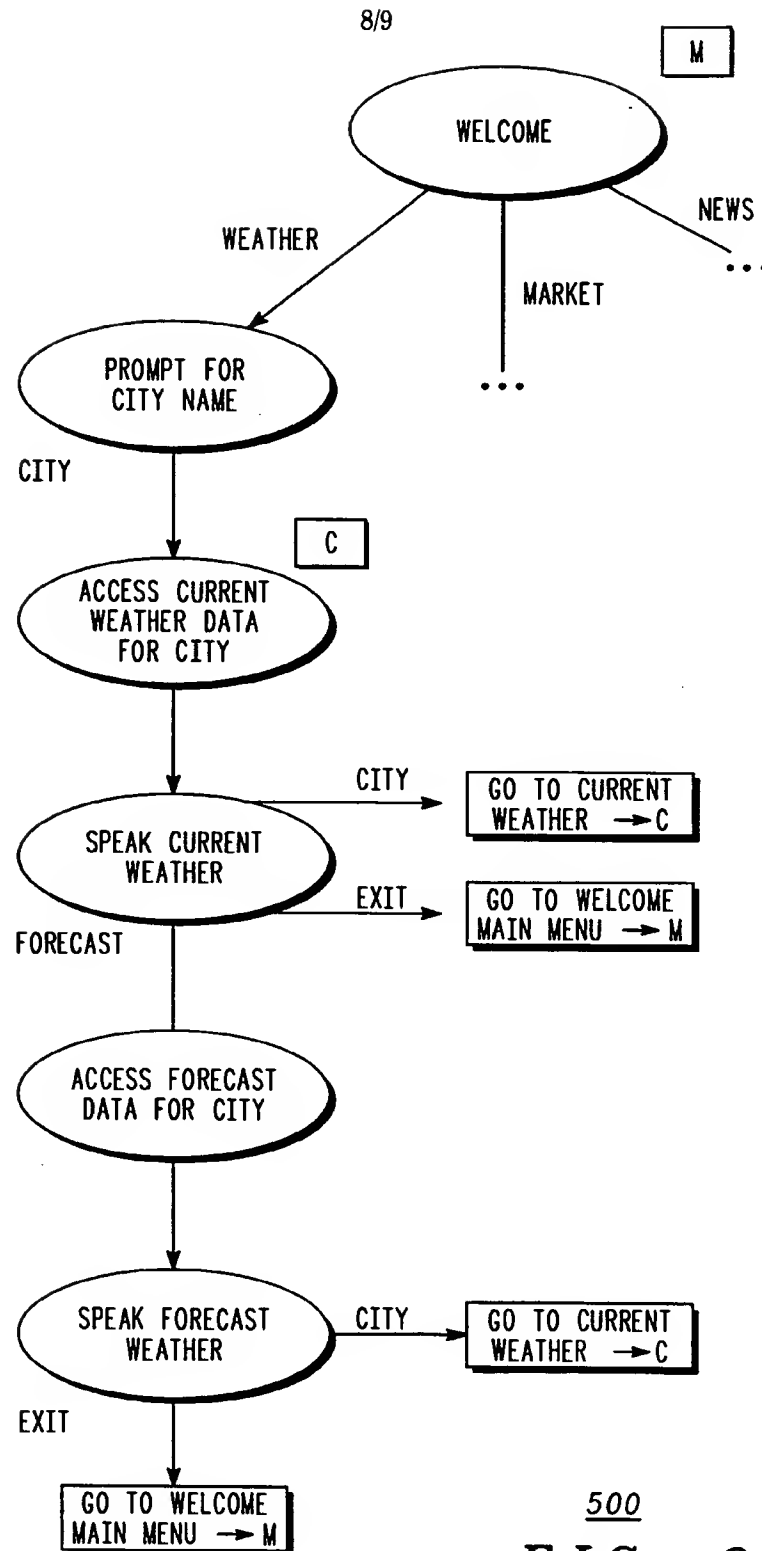 8/9
M
WELCOME
NEWS
WEATHER
...
MARKET
PROMPT FOR
CITY NAME
...
CITY
C
ACCESS CURRENT
WEATHER DATA
FOR CITY
CITY
GO TO CURRENT
WEATHER → C
SPEAK CURRENT
WEATHER
EXIT
GO TO WELCOME
MAIN MENU → M
FORECAST
ACCESS FORECAST
DATA FOR CITY
SPEAK FORECAST
WEATHER
CITY
GO TO CURRENT
WEATHER → C
EXIT
GO TO WELCOME
MAIN MENU → M
500